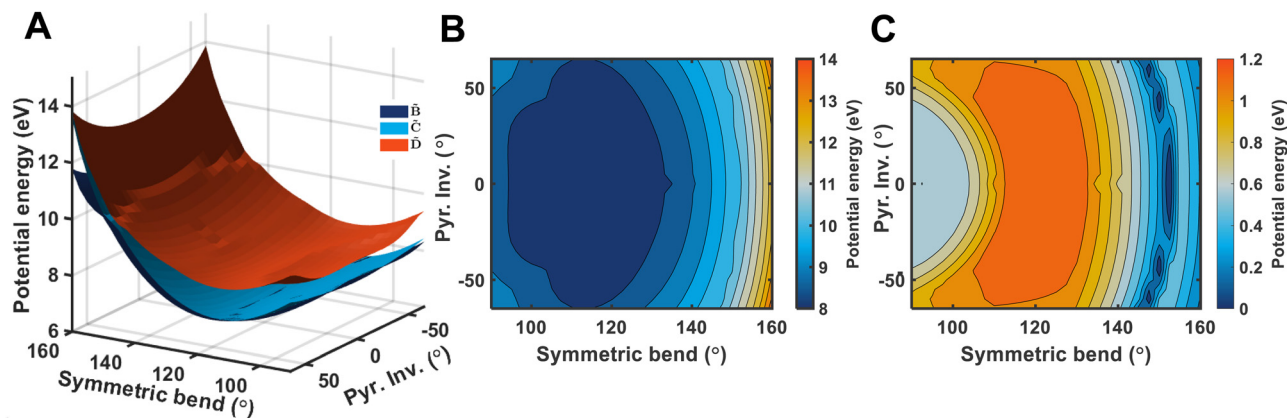 A
14
12
10
8
6
Potential energy (eV)
160
140
120
100
Symmetric bend (°)
50
0
-50
Pyr. Inv. (°)
B̃
C̃
D̃
B
50
0
-50
Pyr. Inv. (°)
100
120
140
160
Symmetric bend (°)
14
13
12
11
10
9
8
Potential energy (eV)
C
50
0
-50
Pyr. Inv. (°)
100
120
140
160
Symmetric bend (°)
1.2
1
0.8
0.6
0.4
0.2
0
Potential energy (eV)